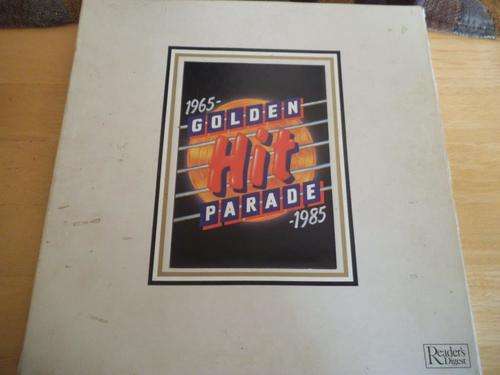 1965-
GOLDEN
Hit
PARADE
-1985
Reader's
Digest